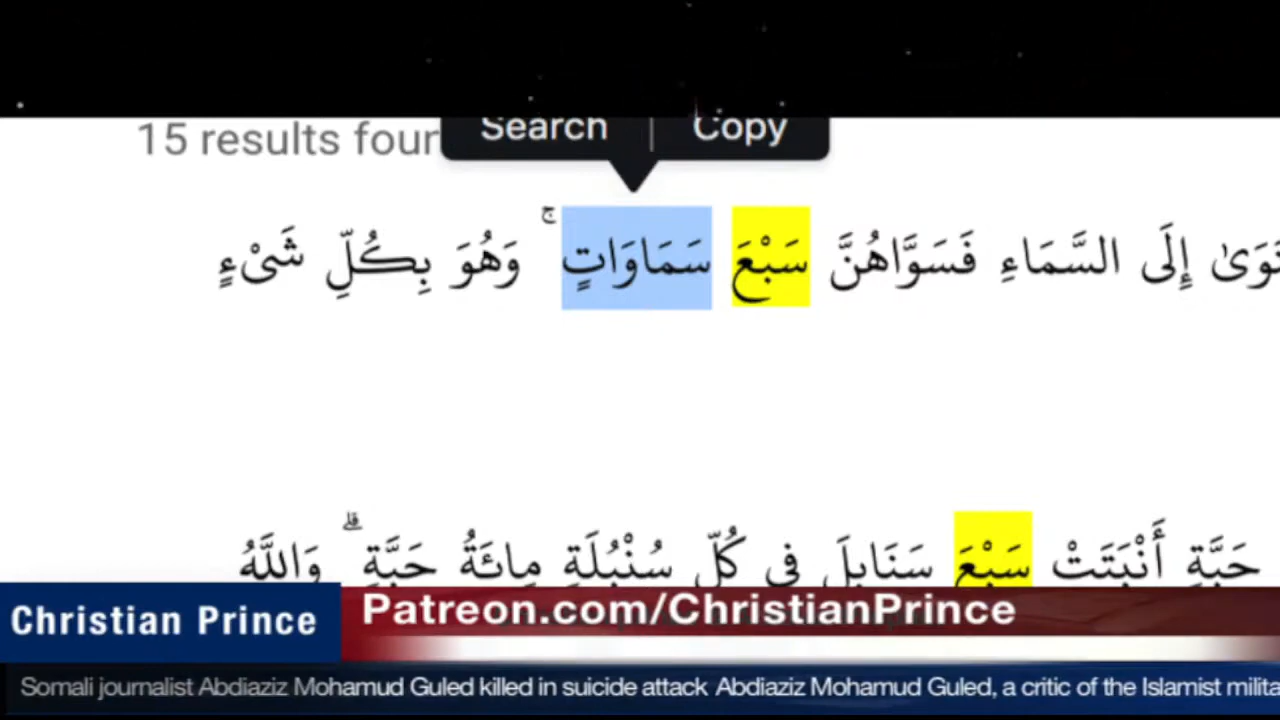 Search | Copy
15 results four
إِلَى السَّمَاءِ فَسَوَّاهُنَّ سَبْعَ سَمَاوَاتٍ ۚ وَهُوَ بِكُلِّ شَىْءٍ
حَبَّةٍ أَنْبَتَتْ سَبْعَ سَنَابِلَ فِى كُلِّ سُنْبُلَةٍ مِائَةُ حَبَّةٍ ۗ وَاللَّهُ
Christian Prince
Patreon.com/ChristianPrince
Somali journalist Abdiaziz Mohamud Guled killed in suicide attack Abdiaziz Mohamud Guled, a critic of the Islamist milita